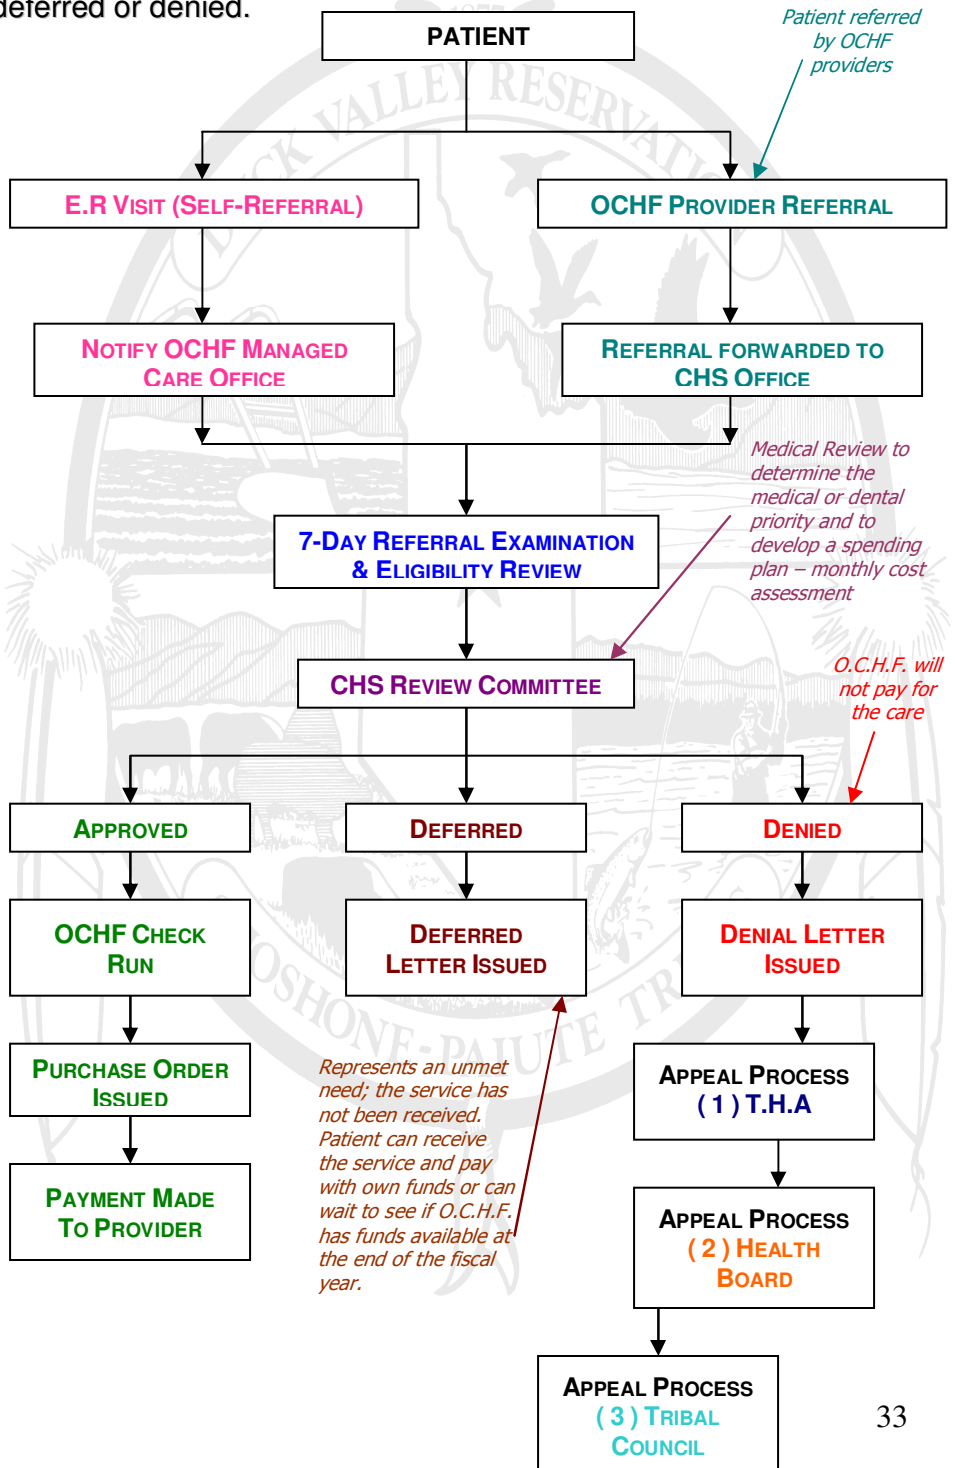 deferred or denied.
PATIENT
Patient referred
by OCHF
providers
E.R VISIT (SELF-REFERRAL)
OCHF PROVIDER REFERRAL
NOTIFY OCHF MANAGED
CARE OFFICE
REFERRAL FORWARDED TO
CHS OFFICE
Medical Review to
determine the
medical or dental
priority and to
develop a spending
plan – monthly cost
assessment
7-DAY REFERRAL EXAMINATION
& ELIGIBILITY REVIEW
CHS REVIEW COMMITTEE
O.C.H.F. will
not pay for
the care
APPROVED
DEFERRED
DENIED
OCHF CHECK
RUN
DEFERRED
LETTER ISSUED
DENIAL LETTER
ISSUED
PURCHASE ORDER
ISSUED
Represents an unmet
need; the service has
not been received.
Patient can receive
the service and pay
with own funds or can
wait to see if O.C.H.F.
has funds available at
the end of the fiscal
year.
APPEAL PROCESS
( 1 ) T.H.A
PAYMENT MADE
TO PROVIDER
APPEAL PROCESS
( 2 ) HEALTH
BOARD
APPEAL PROCESS
( 3 ) TRIBAL
COUNCIL
33
VALLEY RESERVATION
SHOSHONE-PAIUTE
1877